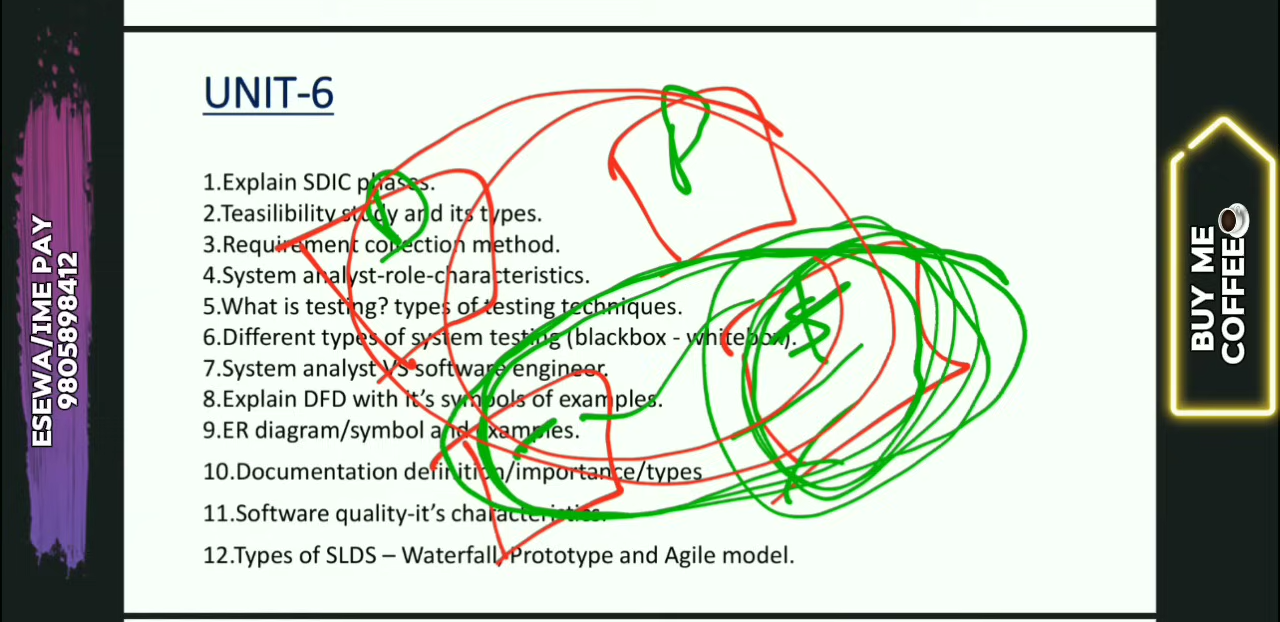 UNIT-6
1.Explain SDIC phases.
2.Teasilibility study and its types.
3.Requirement collection method.
4.System analyst-role-characteristics.
5.What is testing? types of testing techniques.
6.Different types of system testing (blackbox - whitebox).
7.System analyst VS software engineer.
8.Explain DFD with it's symbols of examples.
9.ER diagram/symbol and examples.
10.Documentation definition/importance/types
11.Software quality-it's characteristics.
12.Types of SLDS – Waterfall, Prototype and Agile model.
ESEWA/IME PAY
9805898412
BUY ME
COFFEE
P
D